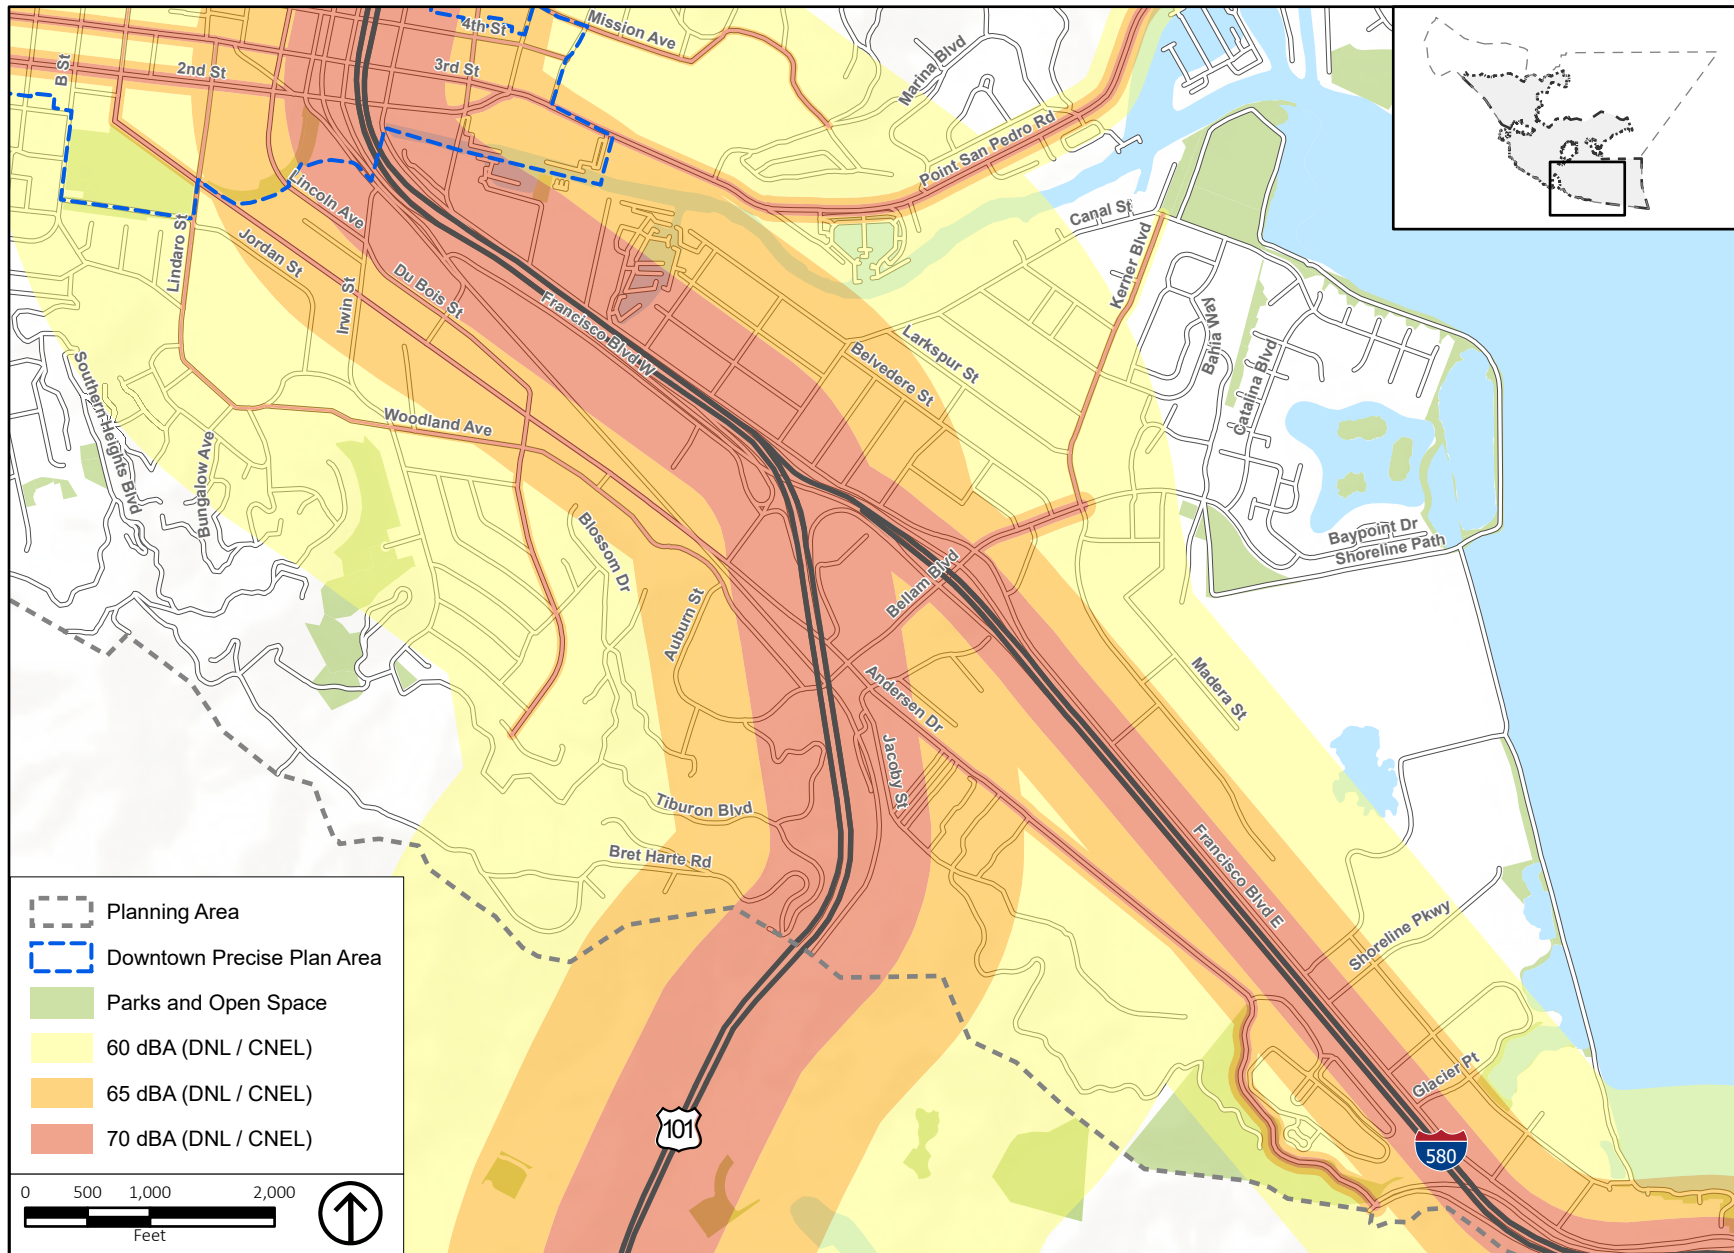 4th St
Mission Ave
B St
2nd St
3rd St
Marina Blvd
Point San Pedro Rd
Lincoln Ave
Lindaro St
Jordan St
Irwin St
Du Bois St
Canal St
Kerner Blvd
Bahia Way
Catalina Blvd
Francisco Blvd W
Larkspur St
Belvedere St
Southern Heights Blvd
Woodland Ave
Bungalow Ave
Blossom Dr
Auburn St
Bellam Blvd
Baypoint Dr
Shoreline Path
Andersen Dr
Madera St
Jacoby St
Tiburon Blvd
Bret Harte Rd
Francisco Blvd E
Shoreline Pkwy
Glacier Pt
101
580
Planning Area
Downtown Precise Plan Area
Parks and Open Space
60 dBA (DNL / CNEL)
65 dBA (DNL / CNEL)
70 dBA (DNL / CNEL)
0 500 1,000 2,000
Feet